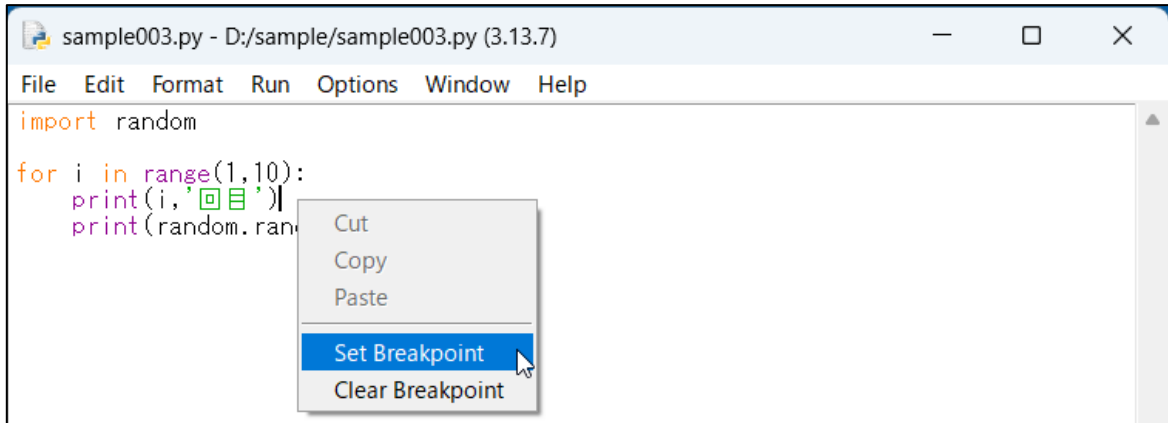 sample003.py - D:/sample/sample003.py (3.13.7)
File Edit Format Run Options Window Help
import random
for i in range(1,10):
print(i,'回目')
print(random.ran
Cut
Copy
Paste
Set Breakpoint
Clear Breakpoint